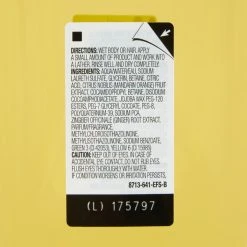 DIRECTIONS: WET BODY OR HAIR. APPLY
A SMALL AMOUNT OF PRODUCT AND WORK INTO
A LATHER. RINSE WELL AND DRY COMPLETELY.
INGREDIENTS: AQUA/WATER/EAU, SODIUM
LAURETH SULFATE, GLYCERIN, BETAINE, CITRIC
ACID, CITRUS NOBILIS (MANDARIN ORANGE) FRUIT
EXTRACT, COCAMIDOPROPYL BETAINE, DISODIUM
COCOAMPHODIACETATE, JOJOBA WAX PEG-120
ESTERS, PEG-7 GLYCERYL COCOATE, PEG-8,
POLYQUATERNIUM-39, SODIUM PCA,
ZINGIBER OFFICINALE (GINGER) ROOT EXTRACT,
PARFUM/FRAGRANCE,
METHYLCHLOROISOTHIAZOLINONE,
METHYLISOTHIAZOLINONE, SODIUM BENZOATE,
GREEN 3 (CI 42053), YELLOW 6 (CI 15985)
CAUTION: KEEP OUT OF EYES. IN CASE OF
ACCIDENTAL EYE CONTACT, DO NOT RUB EYES.
FLUSH EYES THOROUGHLY WITH WATER.
IF CONDITION WORSENS OR IRRITATION PERSISTS,
8713-641-EFS-B
(L) 175797